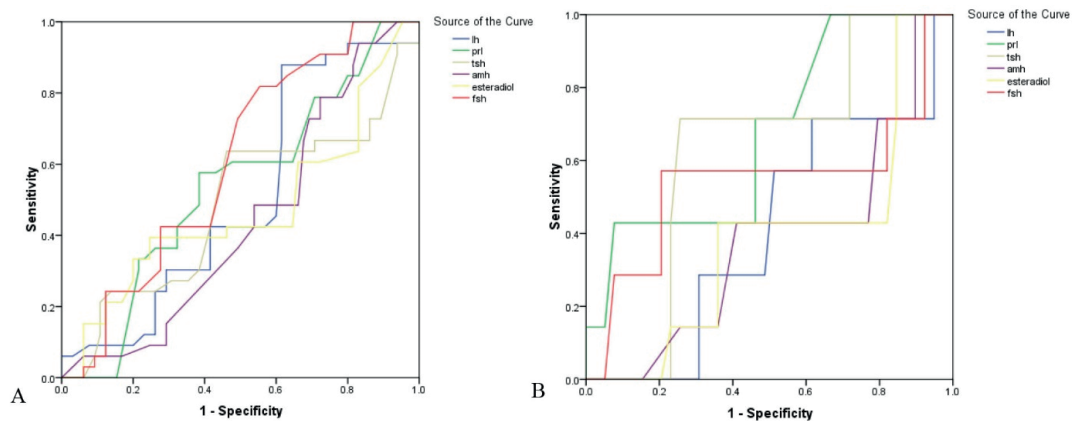 Source of the Curve
lh
prl
tsh
amh
esteradiol
fsh
Sensitivity
1.0
0.8
0.6
0.4
0.2
0.0
0.0 0.2 0.4 0.6 0.8 1.0
1 - Specificity
A
Source of the Curve
lh
prl
tsh
amh
esteradiol
fsh
Sensitivity
1.0
0.8
0.6
0.4
0.2
0.0
0.0 0.2 0.4 0.6 0.8 1.0
1 - Specificity
B